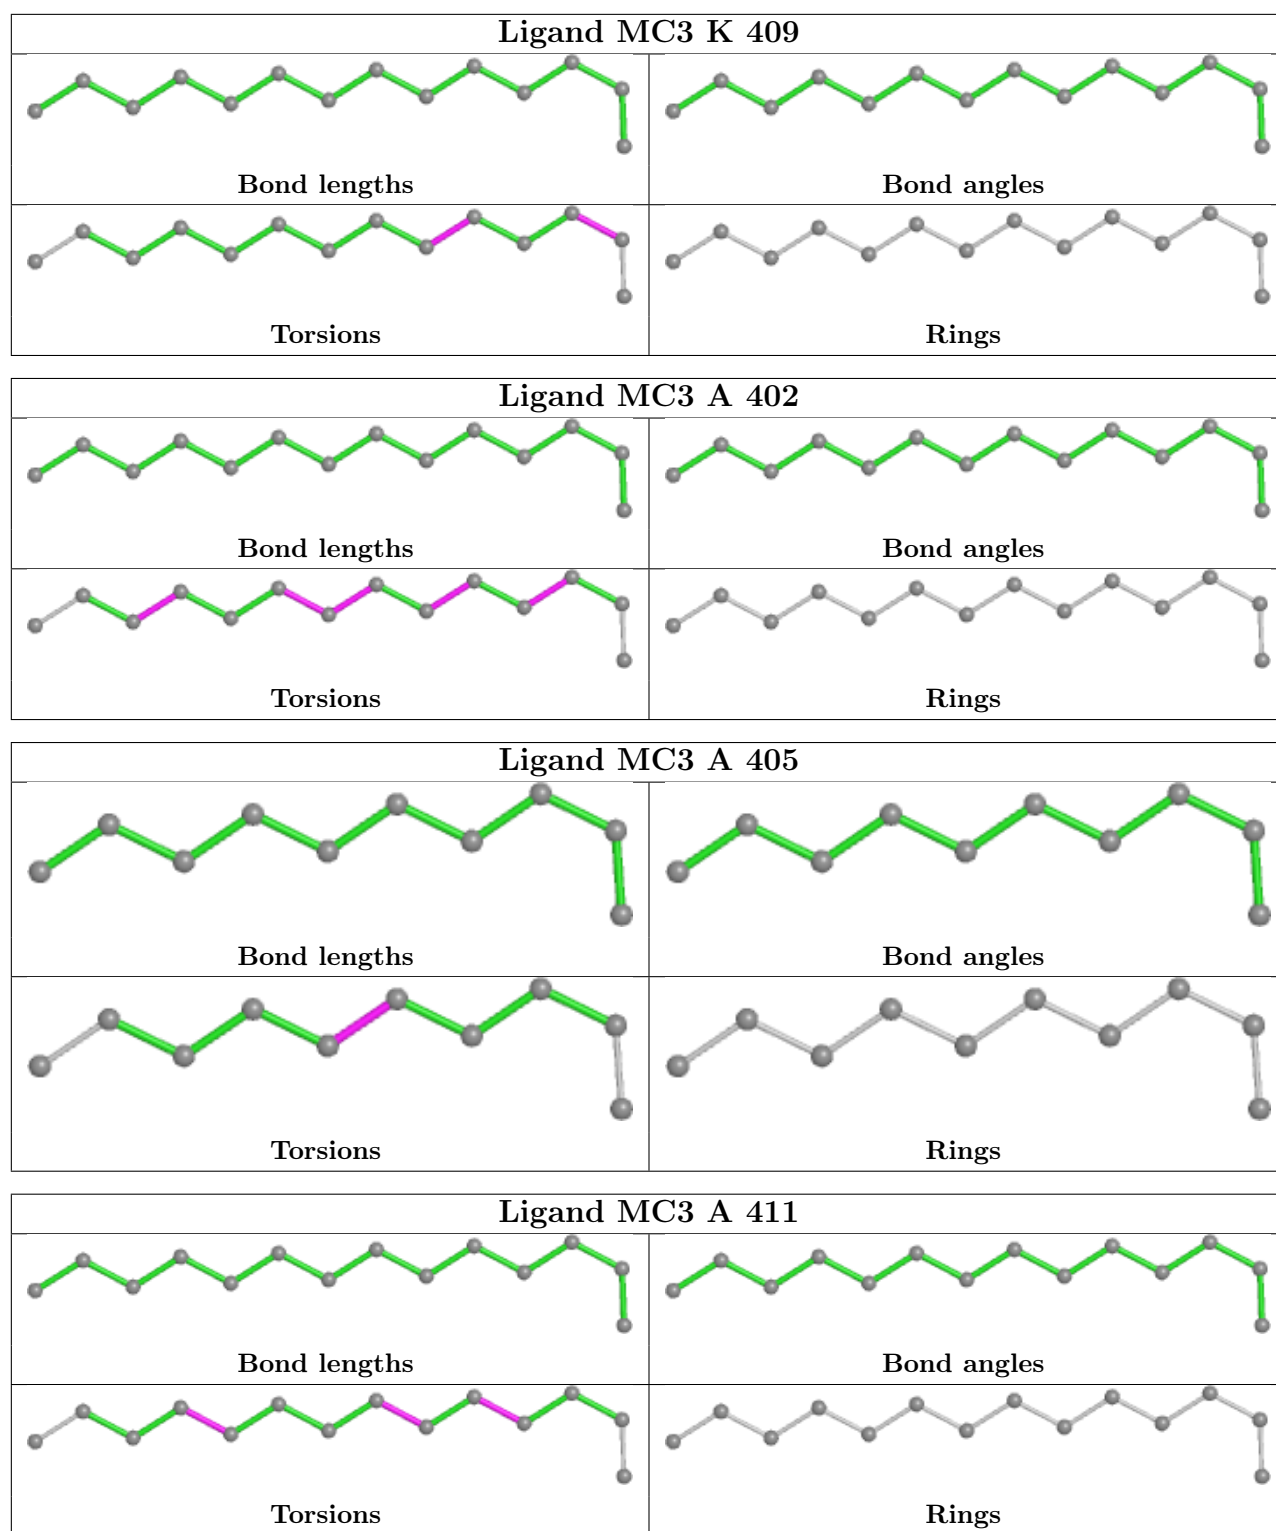 Ligand MC3 K 409
Bond lengths
Bond angles
Torsions
Rings
Ligand MC3 A 402
Bond lengths
Bond angles
Torsions
Rings
Ligand MC3 A 405
Bond lengths
Bond angles
Torsions
Rings
Ligand MC3 A 411
Bond lengths
Bond angles
Torsions
Rings